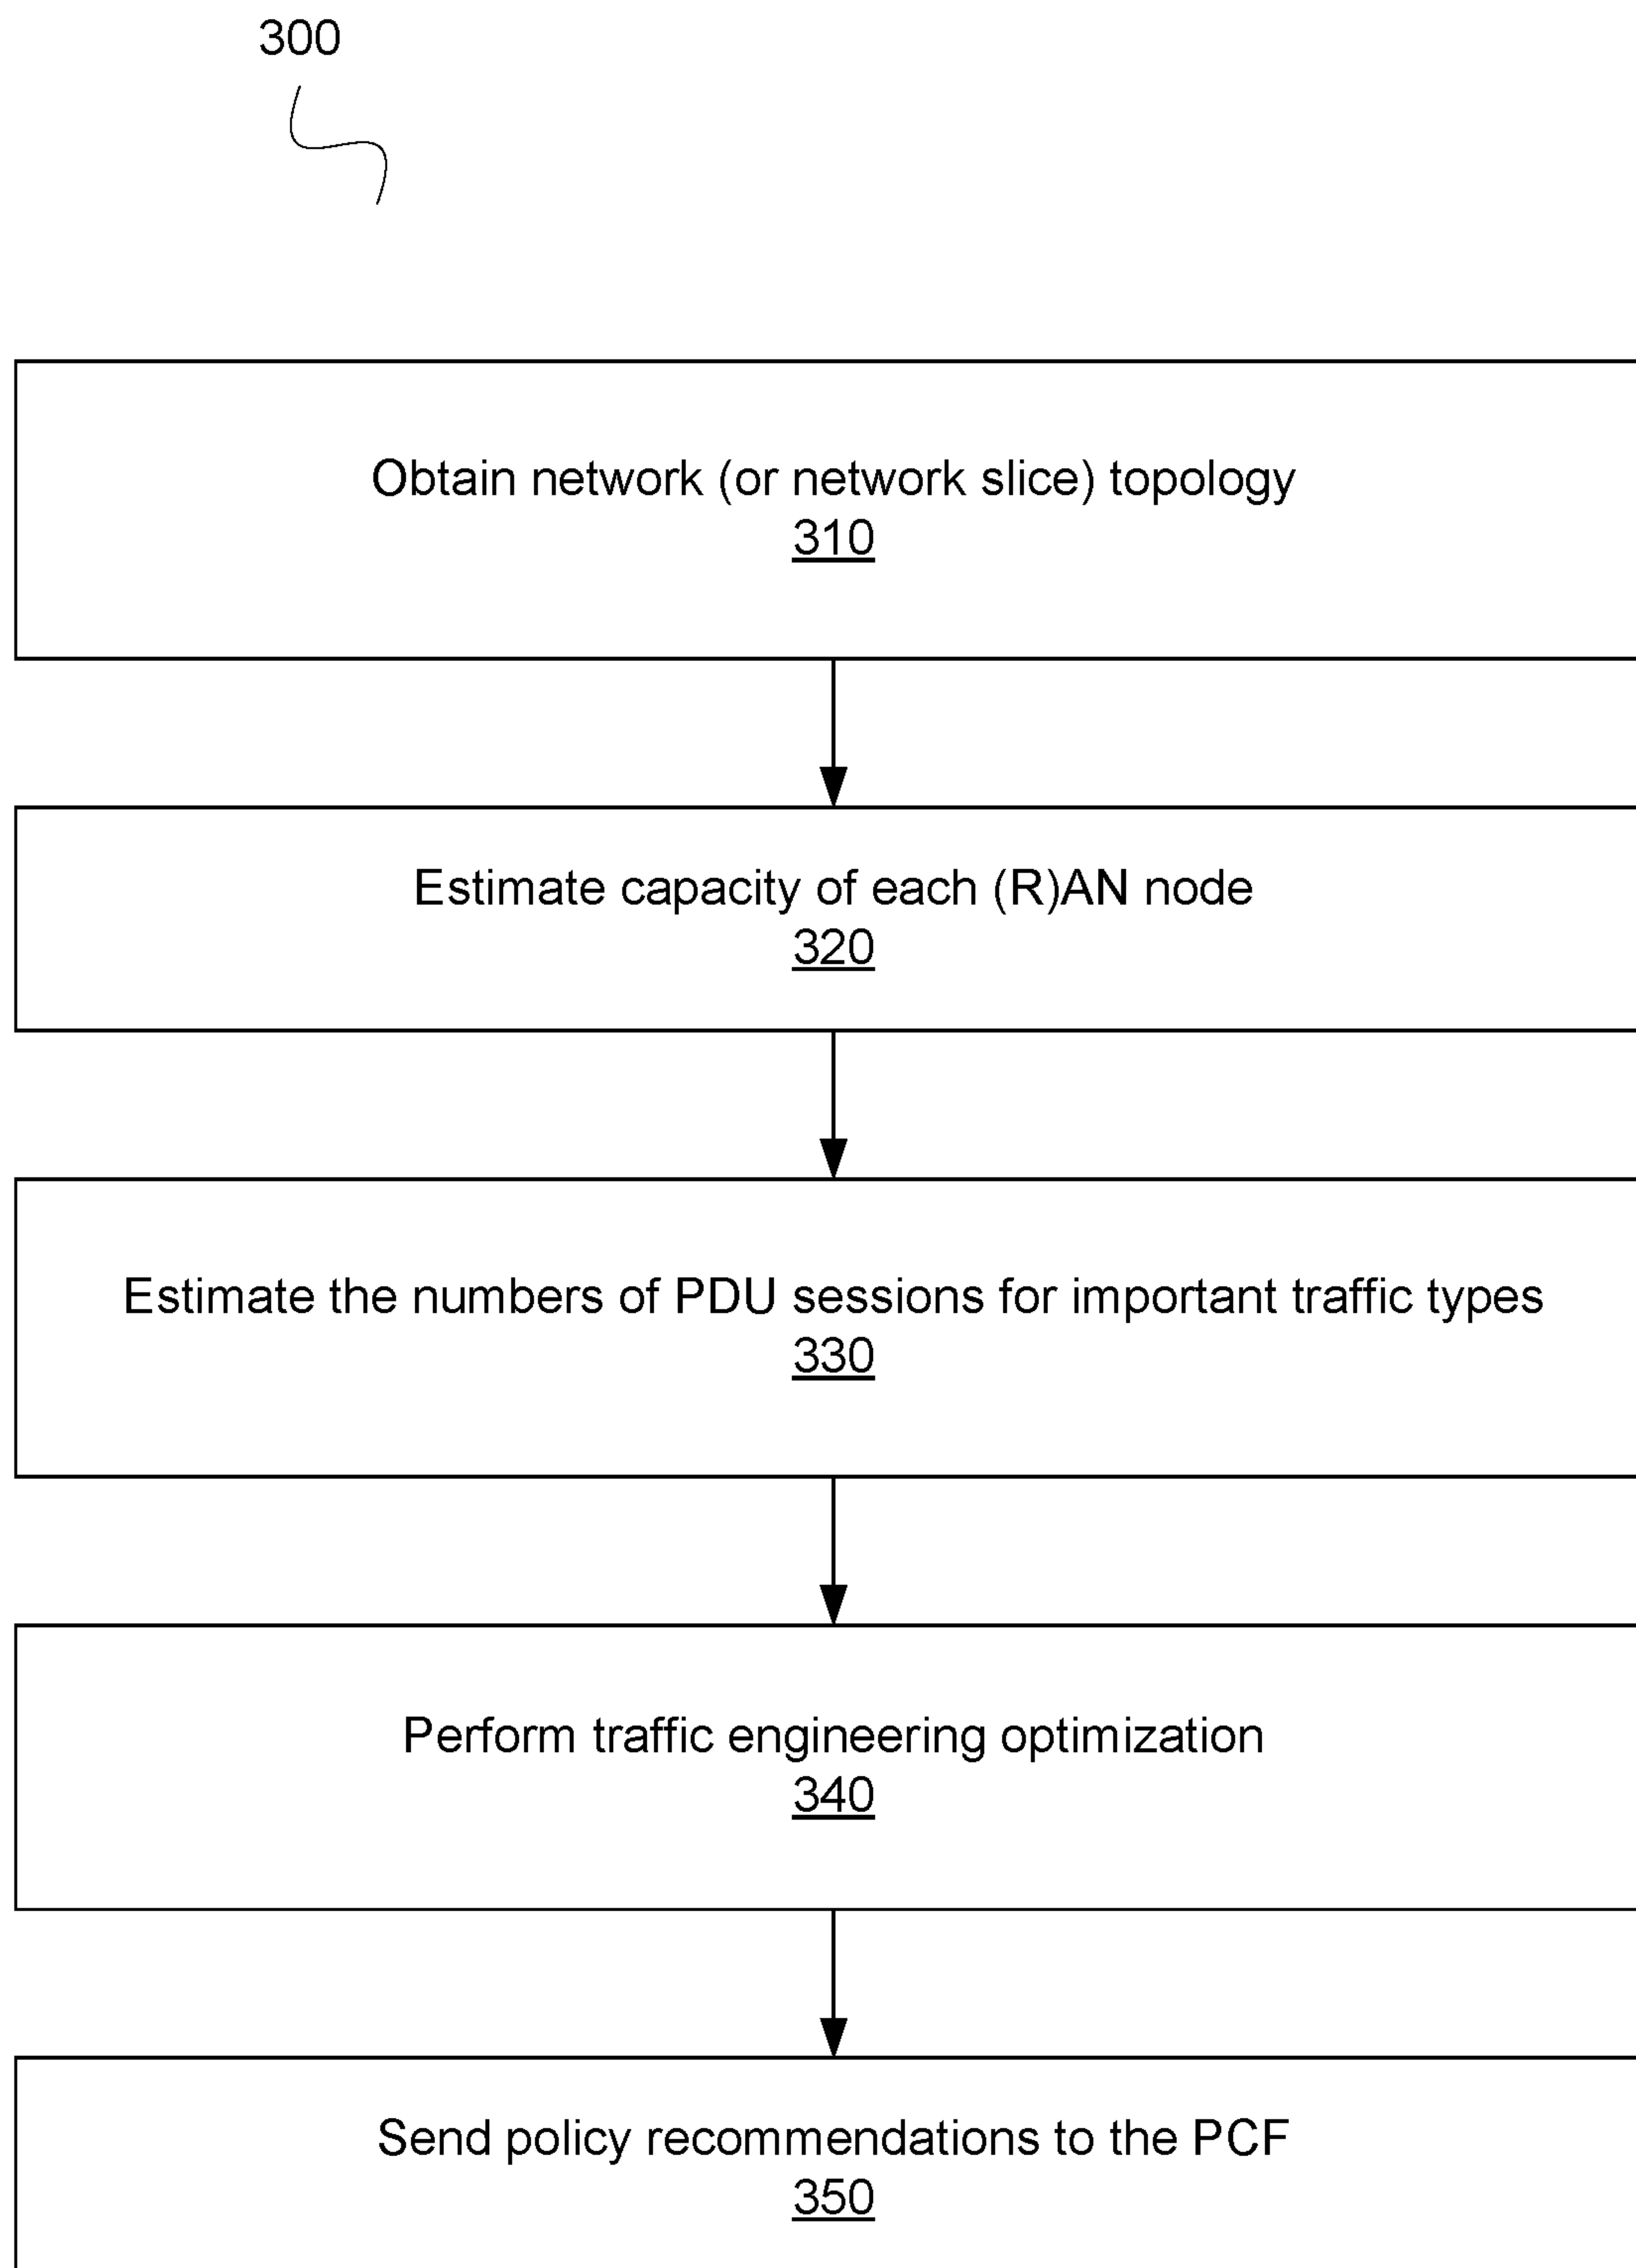 300
Obtain network (or network slice) topology
310
Estimate capacity of each (R)AN node
320
Estimate the numbers of PDU sessions for important traffic types
330
Perform traffic engineering optimization
340
Send policy recommendations to the PCF
350